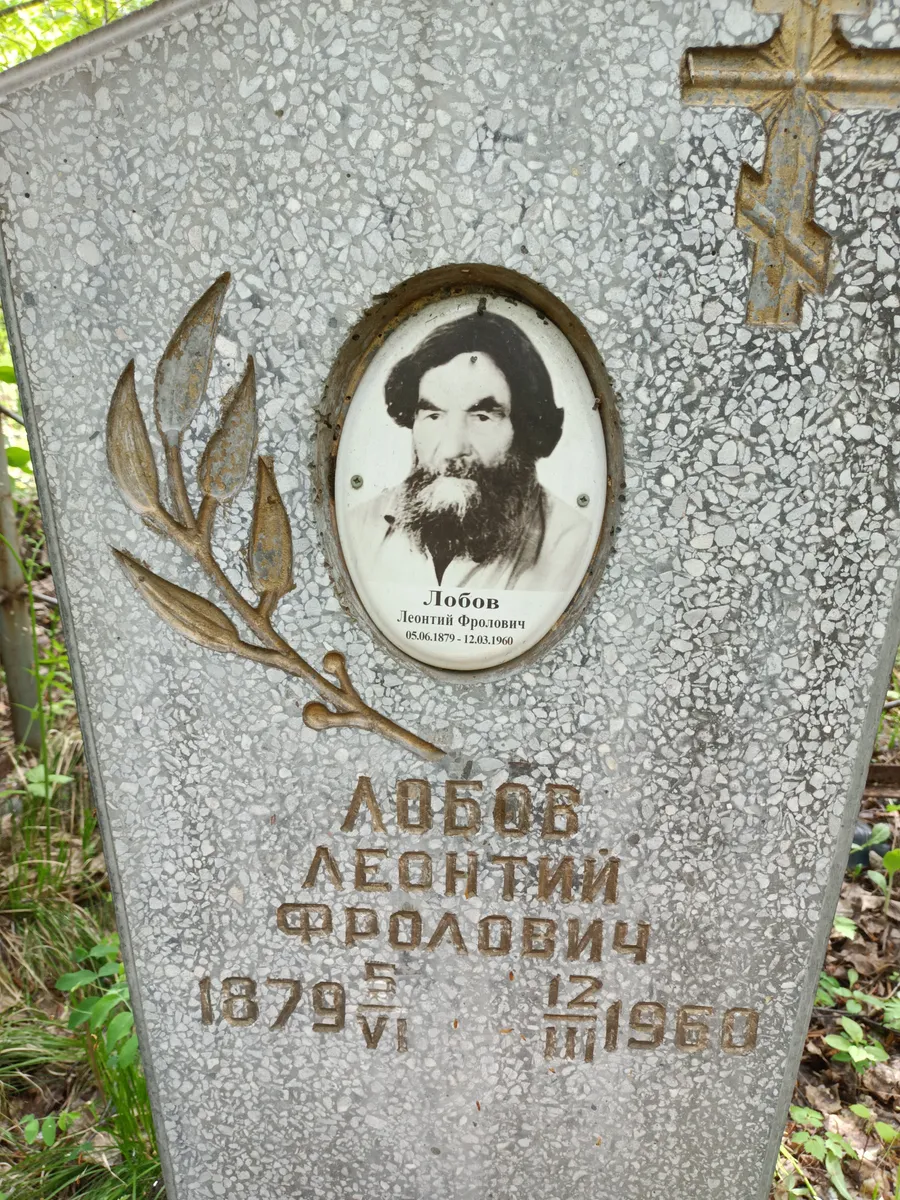 Лобов
Леонтий Фролович
05.06.1879 - 12.03.1960
ЛОБОВ
ЛЕОНТИЙ
ФРОЛОВИЧ
1879 5/VI 12/III 1960